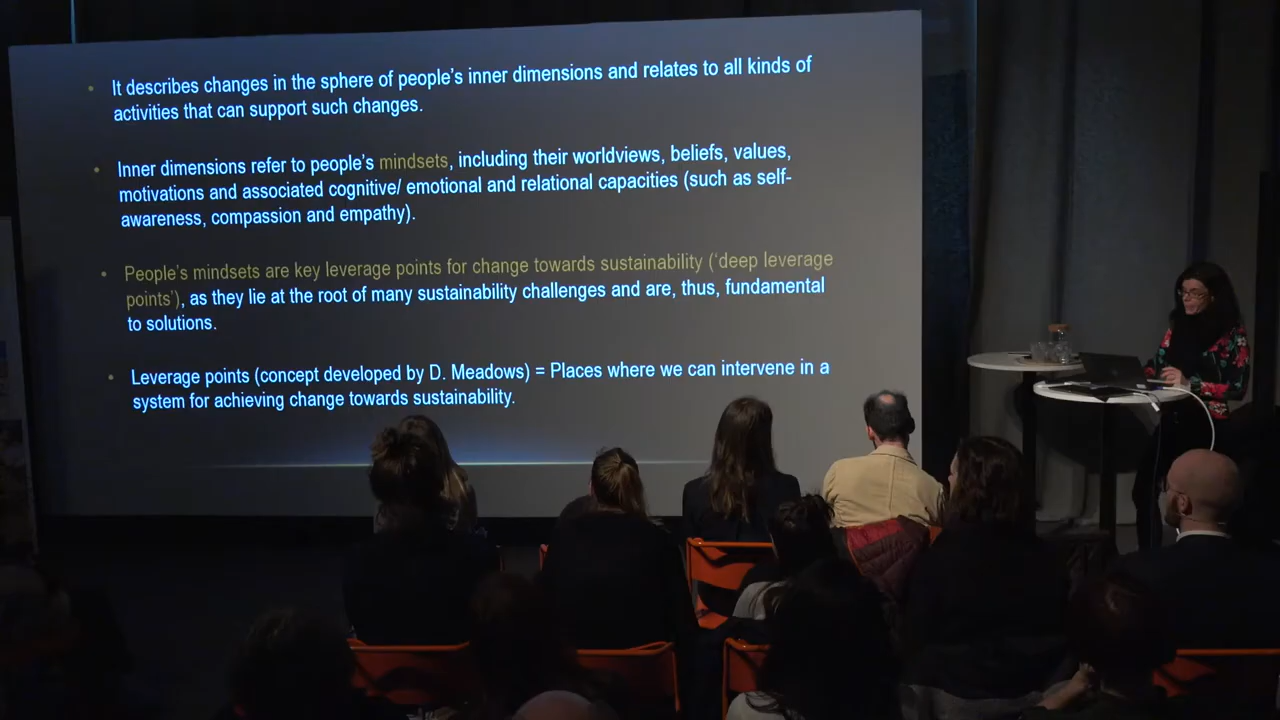 • It describes changes in the sphere of people's inner dimensions and relates to all kinds of
activities that can support such changes.
• Inner dimensions refer to people's mindsets, including their worldviews, beliefs, values,
motivations and associated cognitive/ emotional and relational capacities (such as self-
awareness, compassion and empathy).
• People's mindsets are key leverage points for change towards sustainability ('deep leverage
points'), as they lie at the root of many sustainability challenges and are, thus, fundamental
to solutions.
• Leverage points (concept developed by D. Meadows) = Places where we can intervene in a
system for achieving change towards sustainability.